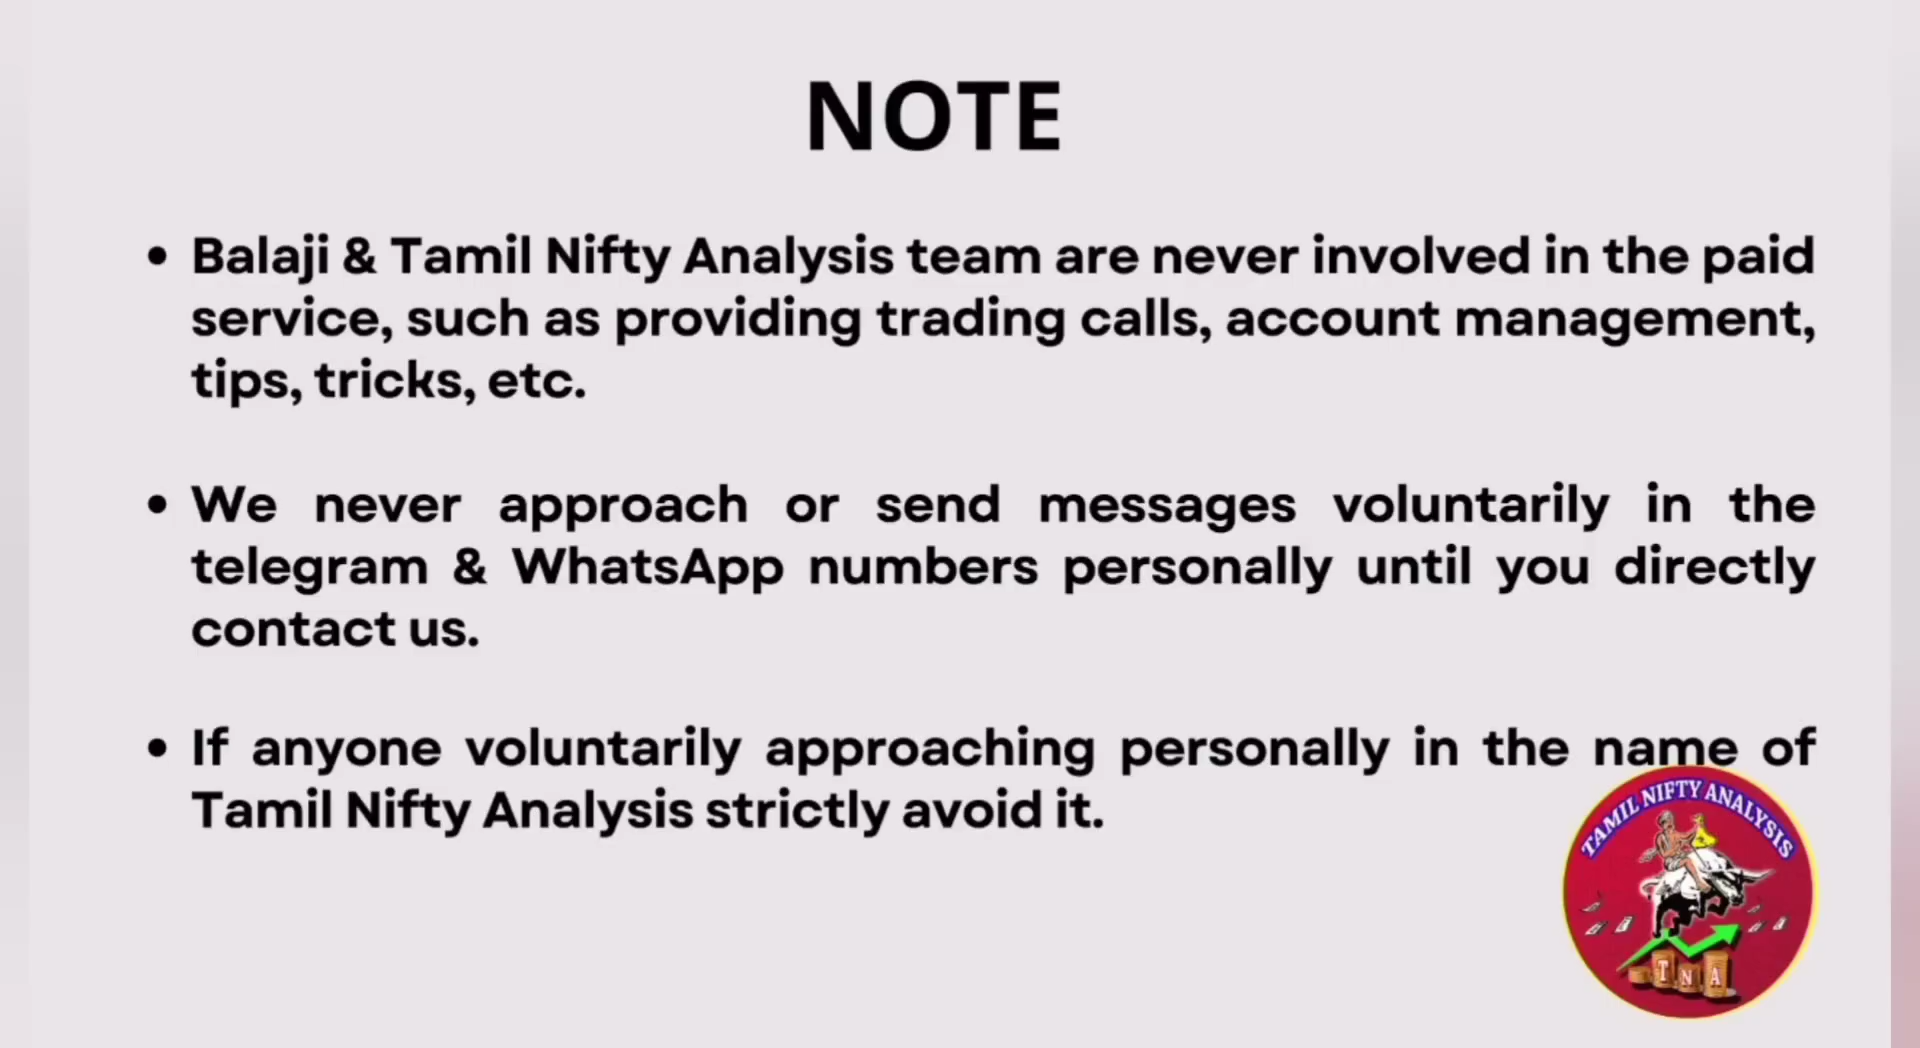 NOTE
• Balaji & Tamil Nifty Analysis team are never involved in the paid
service, such as providing trading calls, account management,
tips, tricks, etc.
• We never approach or send messages voluntarily in the
telegram & WhatsApp numbers personally until you directly
contact us.
• If anyone voluntarily approaching personally in the name of
Tamil Nifty Analysis strictly avoid it.
TAMIL NIFTY ANALYSIS
T N A